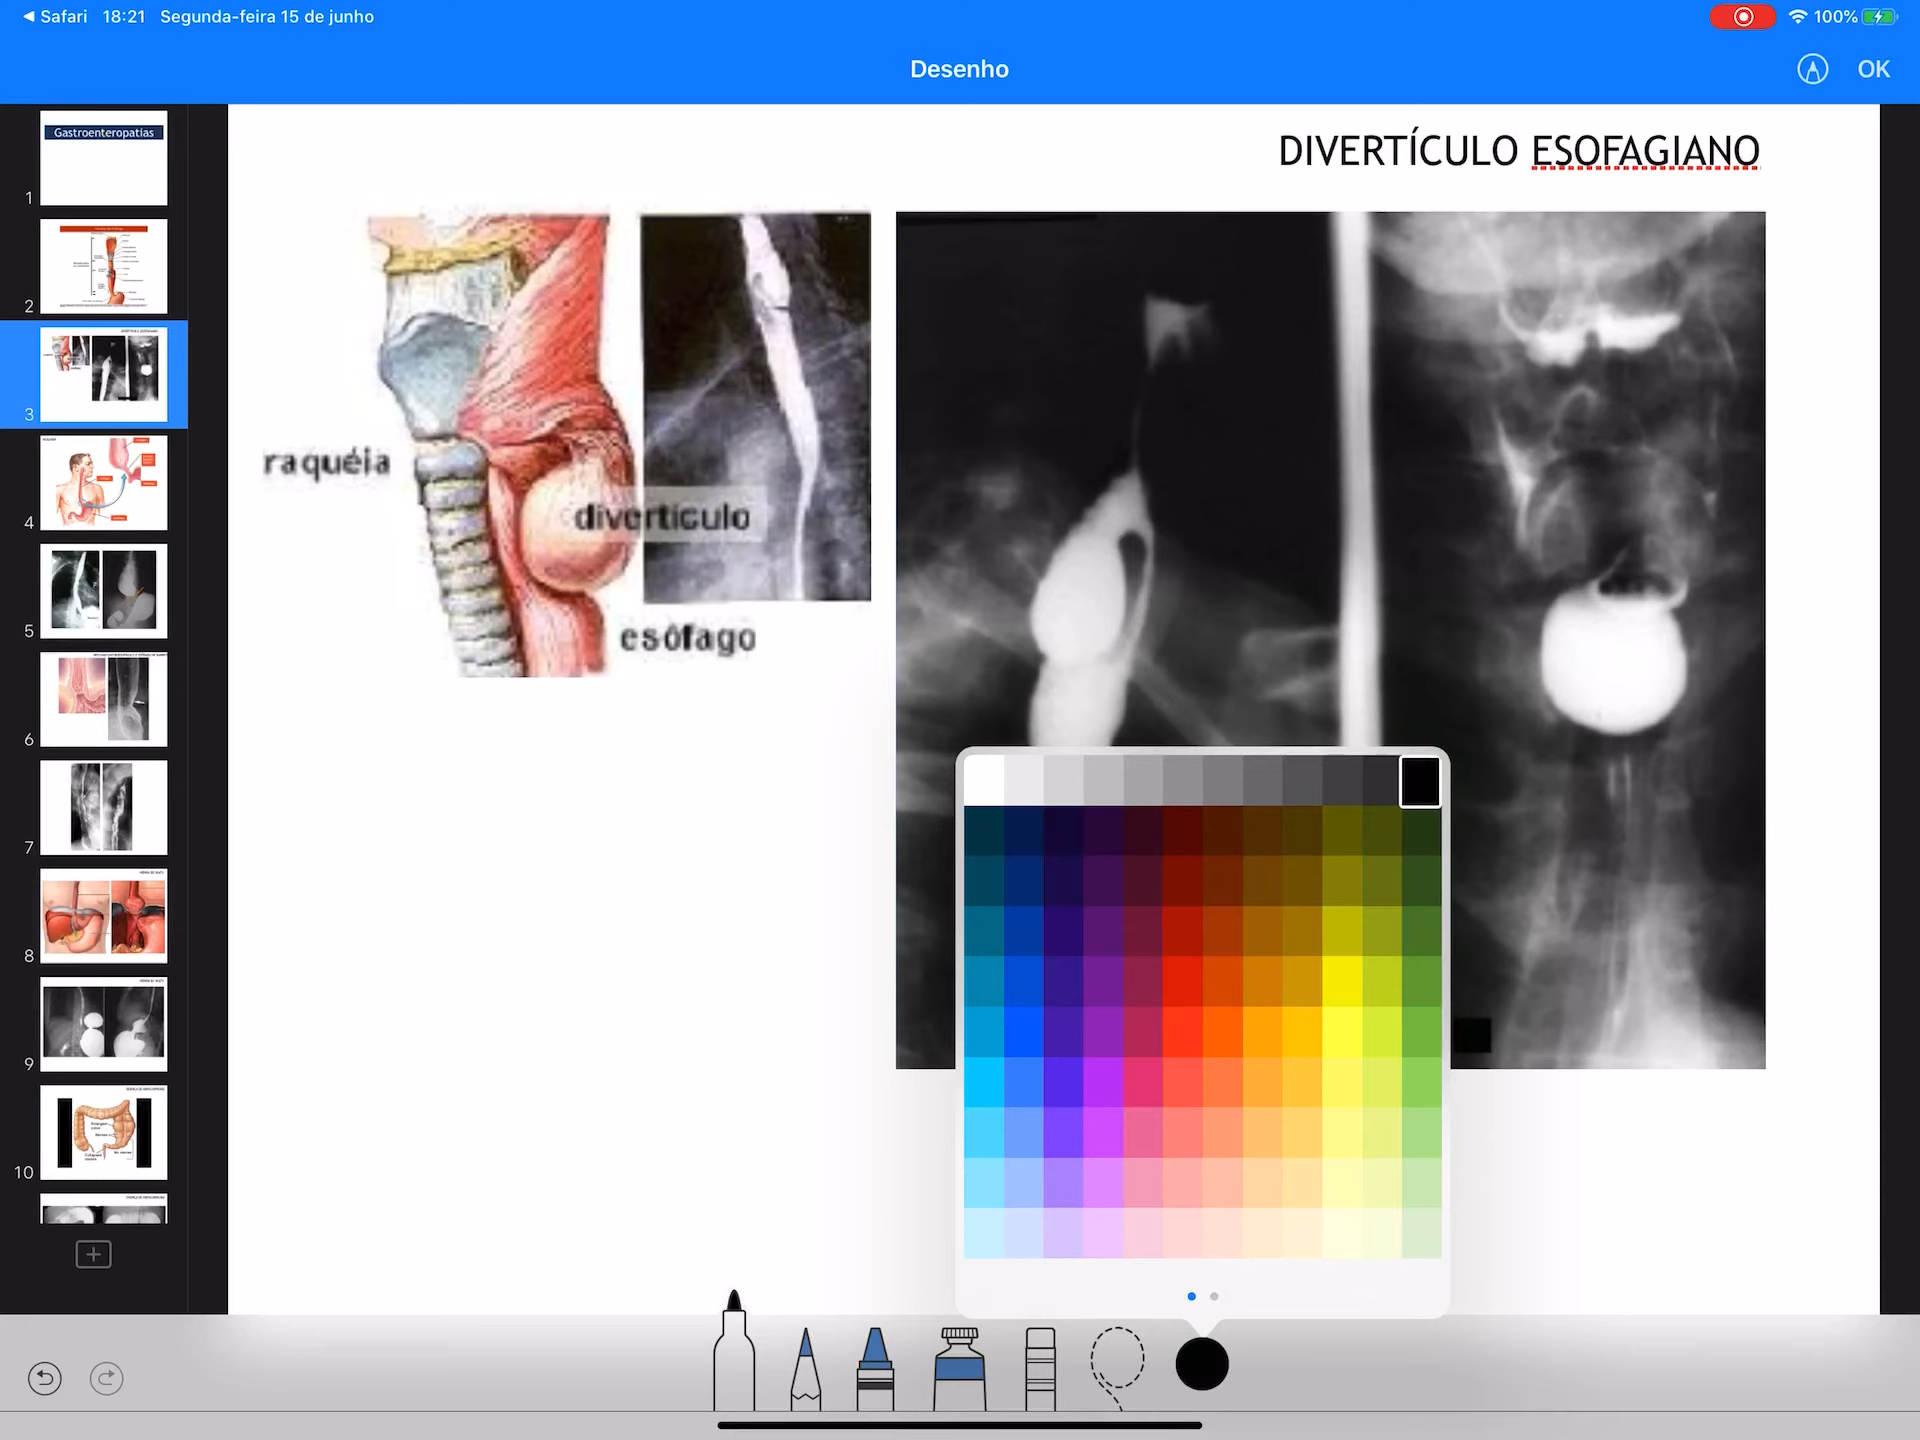 ◀ Safari 18:21 Segunda-feira 15 de junho
100%
Desenho
OK
Gastroenteropatias
1
2
3
4
5
6
7
8
9
10
DIVERTÍCULO ESOFAGIANO
raquéia
diverticulo
esôfago